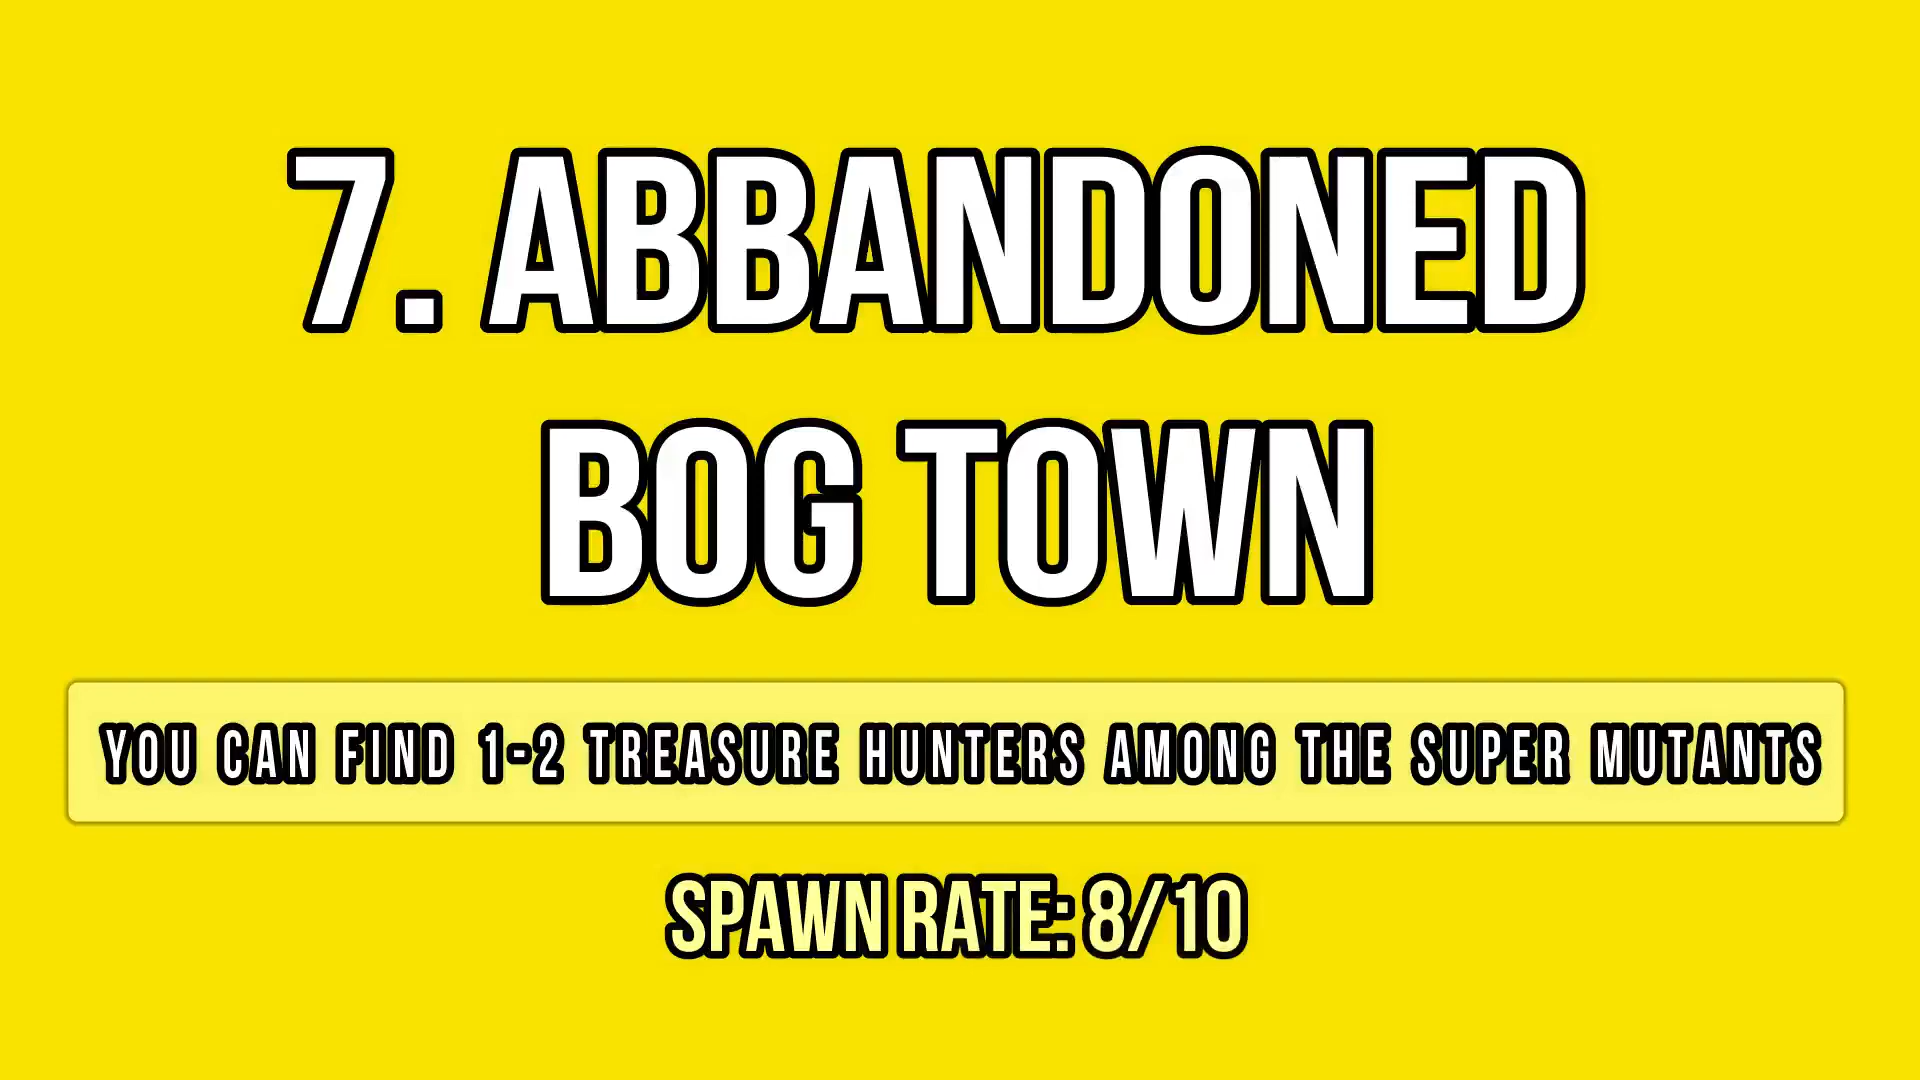 7. ABBANDONED
BOG TOWN
YOU CAN FIND 1-2 TREASURE HUNTERS AMONG THE SUPER MUTANTS
SPAWN RATE: 8/10